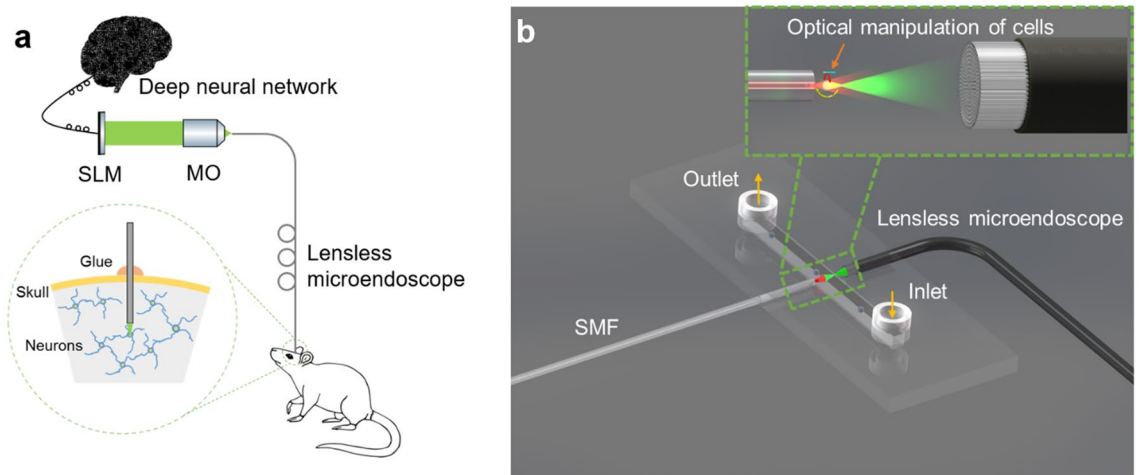 a
Deep neural network
SLM
MO
Lensless
microendoscope
Glue
Skull
Neurons
b
Optical manipulation of cells
Outlet
Lensless microendoscope
Inlet
SMF